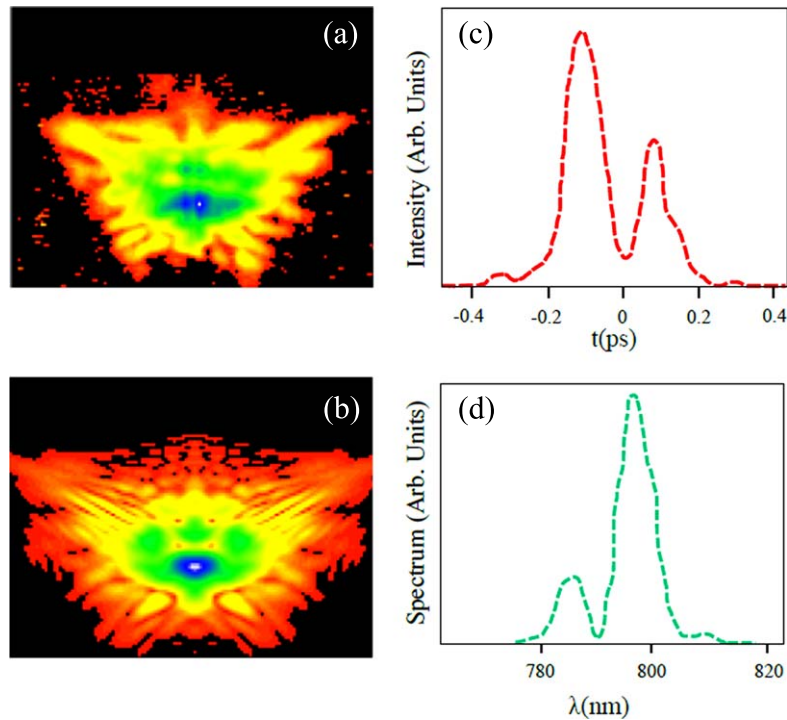 (a)
(c)
Intensity (Arb. Units)
-0.4 -0.2 0 0.2 0.4
t(ps)
(b)
(d)
Spectrum (Arb. Units)
780 800 820
λ(nm)